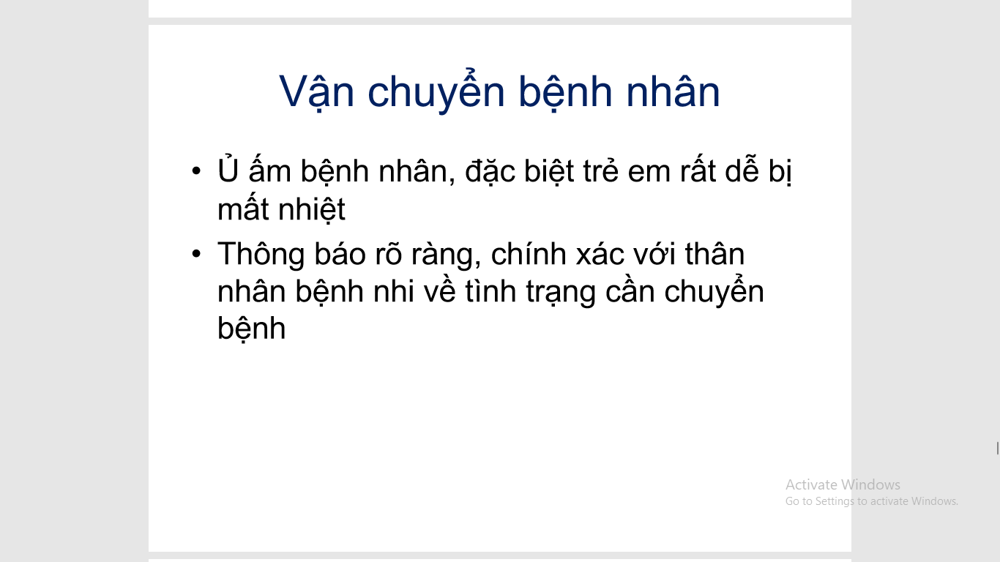 Vận chuyển bệnh nhân
• Ủ ấm bệnh nhân, đặc biệt trẻ em rất dễ bị
mất nhiệt
• Thông báo rõ ràng, chính xác với thân
nhân bệnh nhi về tình trạng cần chuyển
bệnh
Activate Windows
Go to Settings to activate Windows.